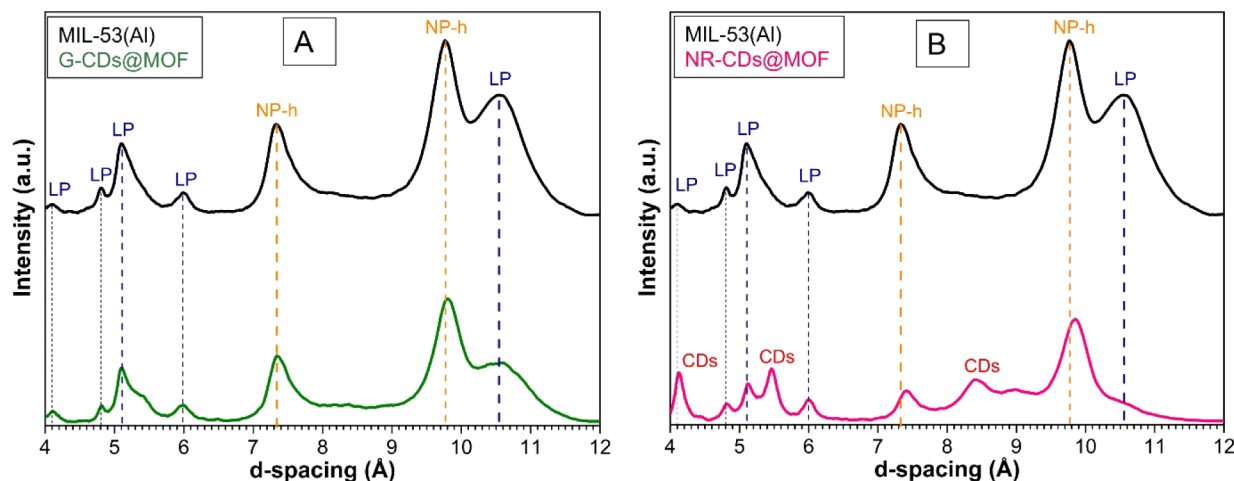 MIL-53(Al)
G-CDs@MOF
A
NP-h
LP
NP-h
LP
LP
LP
LP
Intensity (a.u.)
4 5 6 7 8 9 10 11 12
d-spacing (Å)
MIL-53(Al)
NR-CDs@MOF
B
NP-h
LP
NP-h
LP
LP
LP
LP
CDs
CDs
CDs
Intensity (a.u.)
4 5 6 7 8 9 10 11 12
d-spacing (Å)